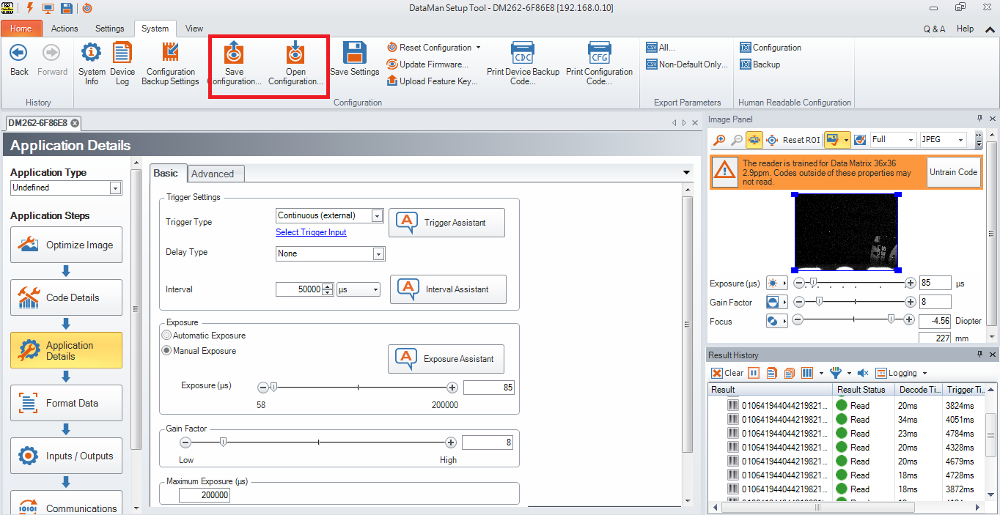 DataMan Setup Tool - DM262-6F86E8 [192.168.0.10]
Home Actions Settings System View Q & A Help
Back
Forward
History
System Info
Device Log
Configuration Backup Settings
Save Configuration...
Open Configuration...
Save Settings
Reset Configuration
Update Firmware...
Upload Feature Key...
CDC
Print Device Backup Code...
CFG
Print Configuration Code...
Configuration
CSV All...
CSV Non-Default Only...
Export Parameters
TXT Configuration
TXT Backup
Human Readable Configuration
DM262-6F86E8
Application Details
Application Type
Undefined
Application Steps
Optimize Image
Code Details
Application Details
Format Data
Inputs / Outputs
Communications
Basic
Advanced
Trigger Settings
Trigger Type
Continuous (external)
A Trigger Assistant
Select Trigger Input
Delay Type
None
Interval
50000
µs
A Interval Assistant
Exposure
Automatic Exposure
Manual Exposure
A Exposure Assistant
Exposure (µs)
85
58
200000
Gain Factor
8
Low
High
Maximum Exposure (µs)
200000
Image Panel
Reset ROI
Full
JPEG
The reader is trained for Data Matrix 36x36
2.9ppm. Codes outside of these properties may
not read.
Untrain Code
Exposure (µs)
85
µs
Gain Factor
8
Focus
-4.56
Diopter
227
mm
Result History
Clear
Logging
Result Result Status Decode Ti... Trigger Ti...
010641944044219821... Read 20ms 3824ms
010641944044219821... Read 34ms 4051ms
010641944044219821... Read 23ms 4784ms
010641944044219821... Read 20ms 4328ms
010641944044219821... Read 20ms 4679ms
010641944044219821... Read 18ms 4728ms
010641944044219821... Read 18ms 3872ms